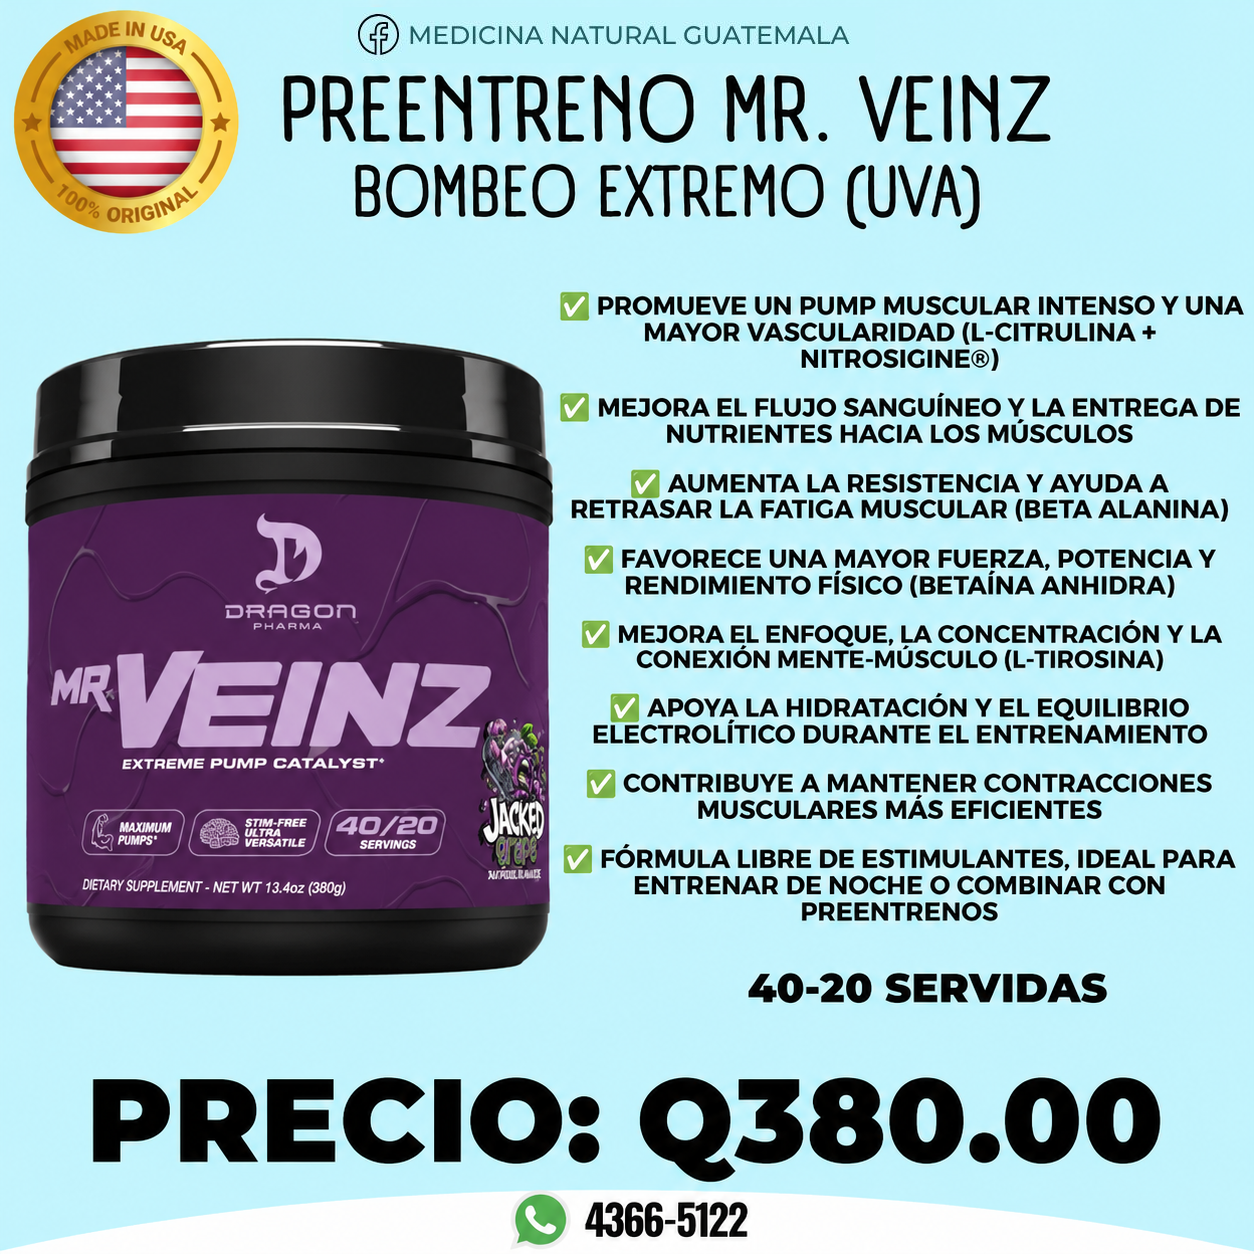 MADE IN USA
100% ORIGINAL
MEDICINA NATURAL GUATEMALA
PREENTRENO MR. VEINZ
BOMBEO EXTREMO (UVA)
✅ PROMUEVE UN PUMP MUSCULAR INTENSO Y UNA
MAYOR VASCULARIDAD (L-CITRULINA +
NITROSIGINE®)
✅ MEJORA EL FLUJO SANGUÍNEO Y LA ENTREGA DE
NUTRIENTES HACIA LOS MÚSCULOS
✅ AUMENTA LA RESISTENCIA Y AYUDA A
RETRASAR LA FATIGA MUSCULAR (BETA ALANINA)
✅ FAVORECE UNA MAYOR FUERZA, POTENCIA Y
RENDIMIENTO FÍSICO (BETAÍNA ANHIDRA)
✅ MEJORA EL ENFOQUE, LA CONCENTRACIÓN Y LA
CONEXIÓN MENTE-MÚSCULO (L-TIROSINA)
✅ APOYA LA HIDRATACIÓN Y EL EQUILIBRIO
ELECTROLÍTICO DURANTE EL ENTRENAMIENTO
✅ CONTRIBUYE A MANTENER CONTRACCIONES
MUSCULARES MÁS EFICIENTES
✅ FÓRMULA LIBRE DE ESTIMULANTES, IDEAL PARA
ENTRENAR DE NOCHE O COMBINAR CON
PREENTRENOS
40-20 SERVIDAS
DRAGON
PHARMA
MR. VEINZ
EXTREME PUMP CATALYST*
MAXIMUM
PUMPS*
STIM-FREE
ULTRA
VERSATILE
40/20
SERVINGS
JACKED
grape
DIETARY SUPPLEMENT - NET WT 13.4oz (380g)
PRECIO: Q380.00
4366-5122